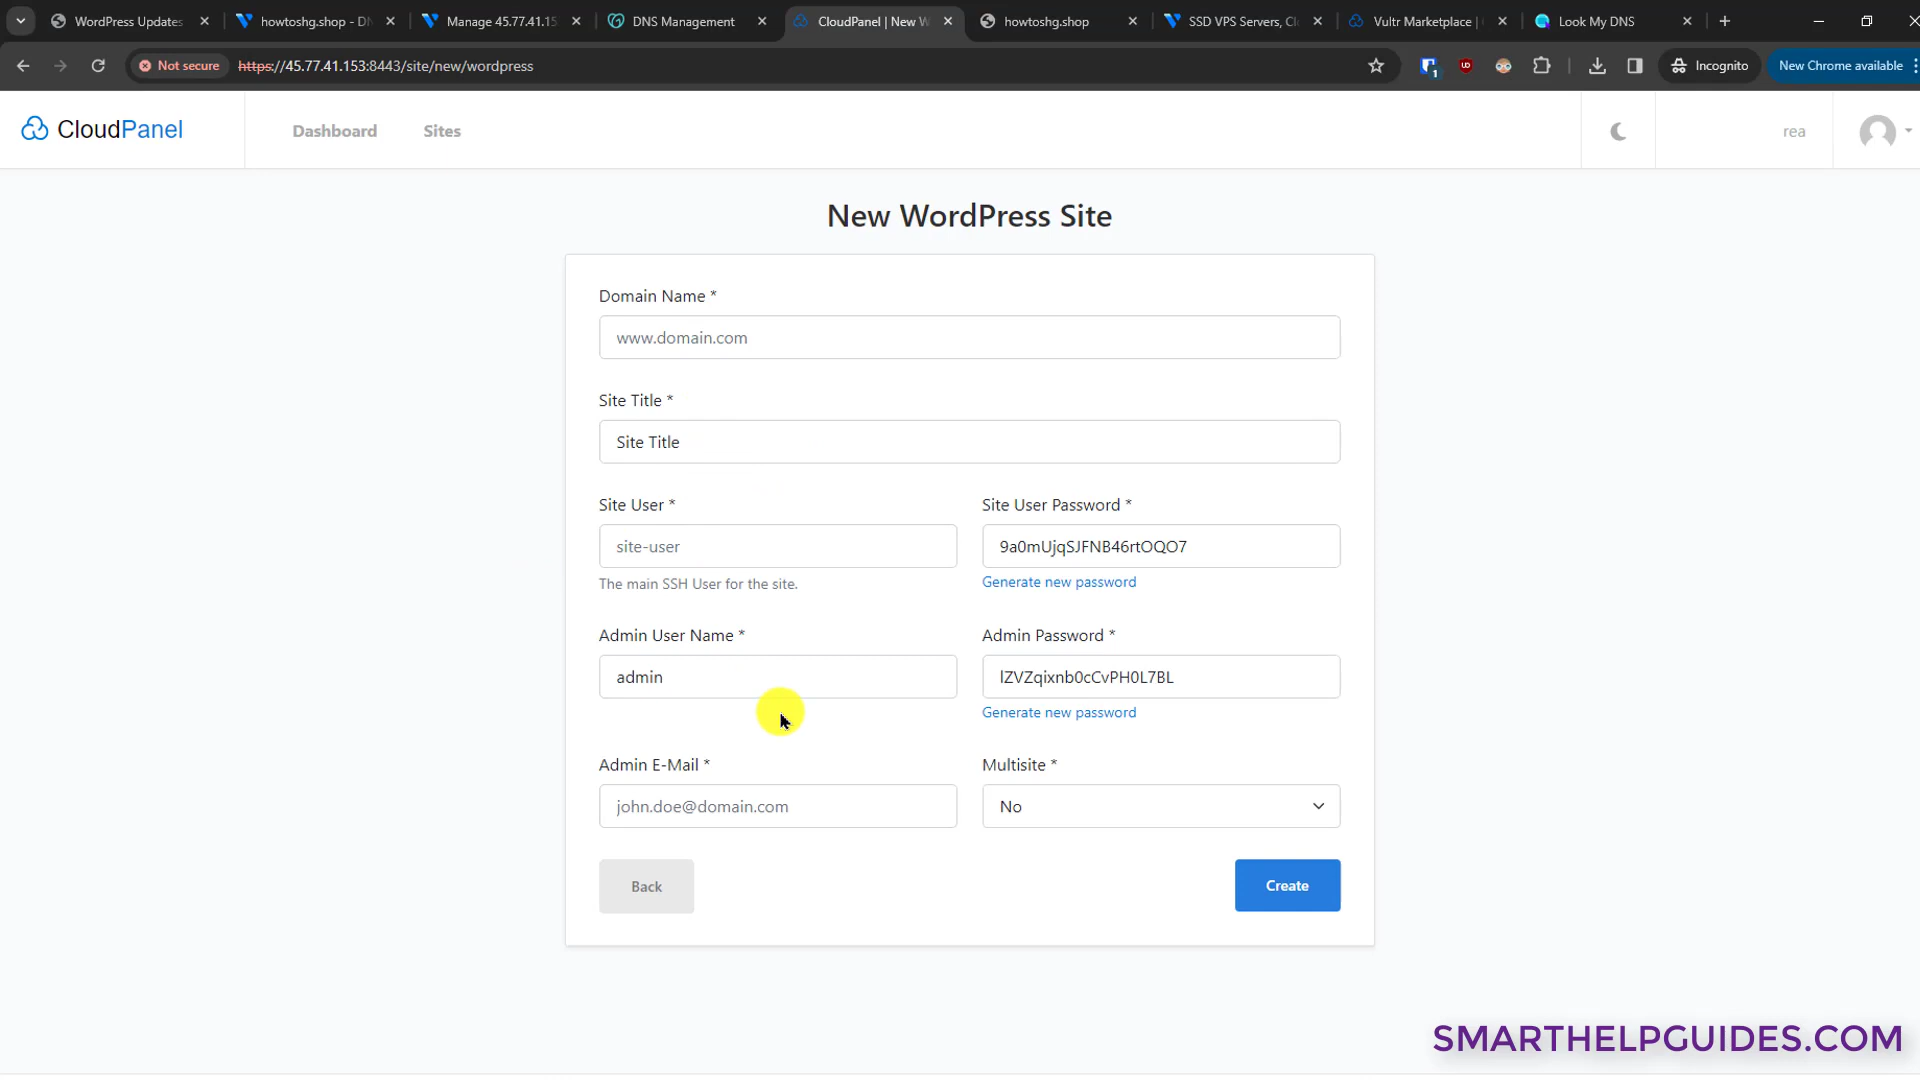 WordPress Updates
howtoshg.shop - DN
Manage 45.77.41.15
DNS Management
CloudPanel | New W
howtoshg.shop
SSD VPS Servers, Cl
Vultr Marketplace |
Look My DNS
Not secure
https://45.77.41.153:8443/site/new/wordpress
1
Incognito
New Chrome available
CloudPanel
Dashboard
Sites
rea
New WordPress Site
Domain Name *
www.domain.com
Site Title *
Site Title
Site User *
Site User Password *
site-user
9a0mUjqSJFNB46rtOQO7
The main SSH User for the site.
Generate new password
Admin User Name *
Admin Password *
admin
lZVZqixnb0cCvPH0L7BL
Generate new password
Admin E-Mail *
Multisite *
john.doe@domain.com
No
Back
Create
SMARTHELPGUIDES.COM